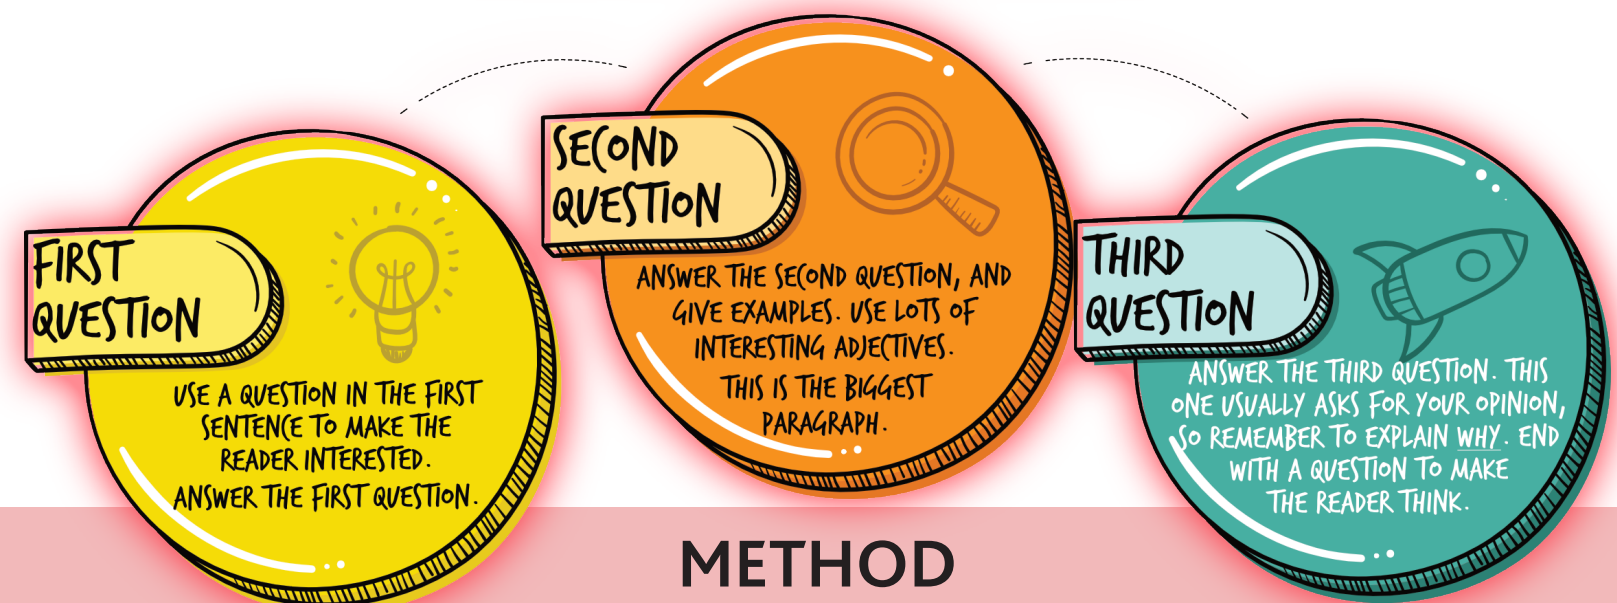 FIRST
QUESTION
USE A QUESTION IN THE FIRST
SENTENCE TO MAKE THE
READER INTERESTED.
ANSWER THE FIRST QUESTION.
SECOND
QUESTION
ANSWER THE SECOND QUESTION, AND
GIVE EXAMPLES. USE LOTS OF
INTERESTING ADJECTIVES.
THIS IS THE BIGGEST
PARAGRAPH.
THIRD
QUESTION
ANSWER THE THIRD QUESTION. THIS
ONE USUALLY ASKS FOR YOUR OPINION,
SO REMEMBER TO EXPLAIN WHY. END
WITH A QUESTION TO MAKE
THE READER THINK.
METHOD